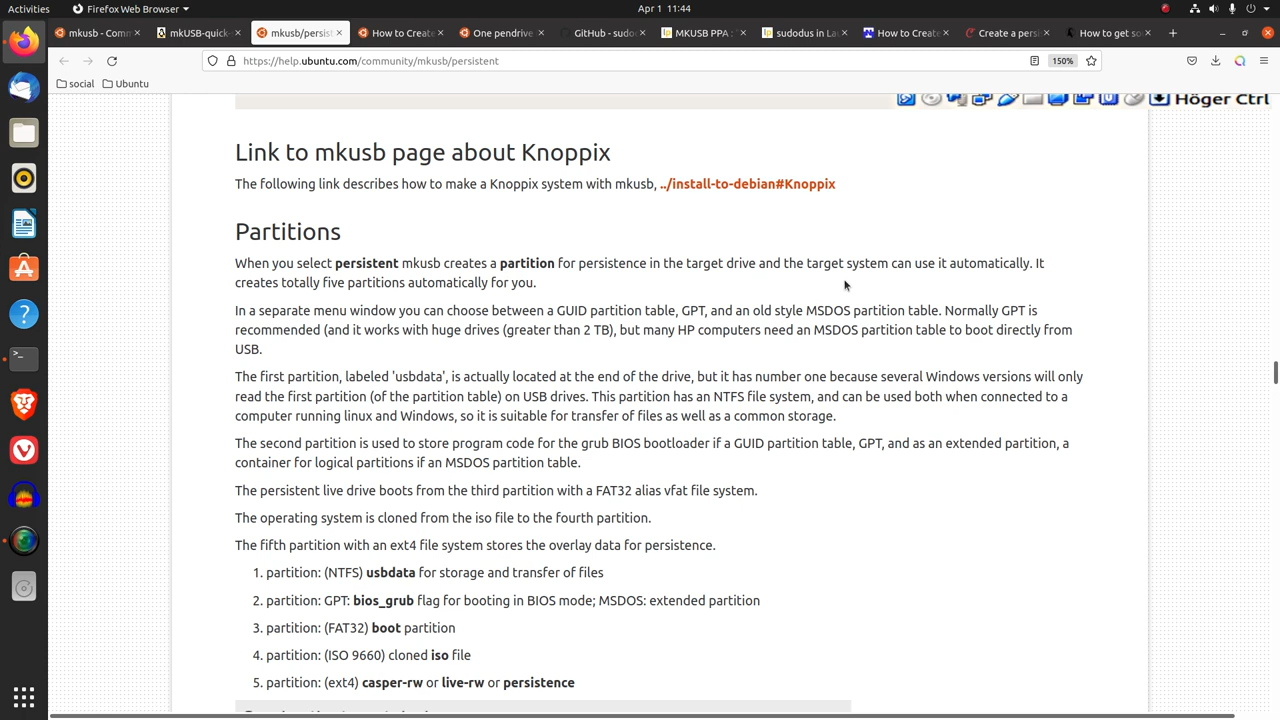 Activities
Firefox Web Browser
Apr 1 11:44
mkusb - Comm
mkUSB-quick-
mkusb/persist
How to Create
One pendrive
GitHub - sudo
MKUSB PPA :
sudodus in La
How to Create
Create a persi
How to get so
https://help.ubuntu.com/community/mkusb/persistent
150%
social
Ubuntu
Höger Ctrl
Link to mkusb page about Knoppix
The following link describes how to make a Knoppix system with mkusb, ../install-to-debian#Knoppix
Partitions
When you select persistent mkusb creates a partition for persistence in the target drive and the target system can use it automatically. It
creates totally five partitions automatically for you.
In a separate menu window you can choose between a GUID partition table, GPT, and an old style MSDOS partition table. Normally GPT is
recommended (and it works with huge drives (greater than 2 TB), but many HP computers need an MSDOS partition table to boot directly from
USB.
The first partition, labeled 'usbdata', is actually located at the end of the drive, but it has number one because several Windows versions will only
read the first partition (of the partition table) on USB drives. This partition has an NTFS file system, and can be used both when connected to a
computer running linux and Windows, so it is suitable for transfer of files as well as a common storage.
The second partition is used to store program code for the grub BIOS bootloader if a GUID partition table, GPT, and as an extended partition, a
container for logical partitions if an MSDOS partition table.
The persistent live drive boots from the third partition with a FAT32 alias vfat file system.
The operating system is cloned from the iso file to the fourth partition.
The fifth partition with an ext4 file system stores the overlay data for persistence.
1. partition: (NTFS) usbdata for storage and transfer of files
2. partition: GPT: bios_grub flag for booting in BIOS mode; MSDOS: extended partition
3. partition: (FAT32) boot partition
4. partition: (ISO 9660) cloned iso file
5. partition: (ext4) casper-rw or live-rw or persistence